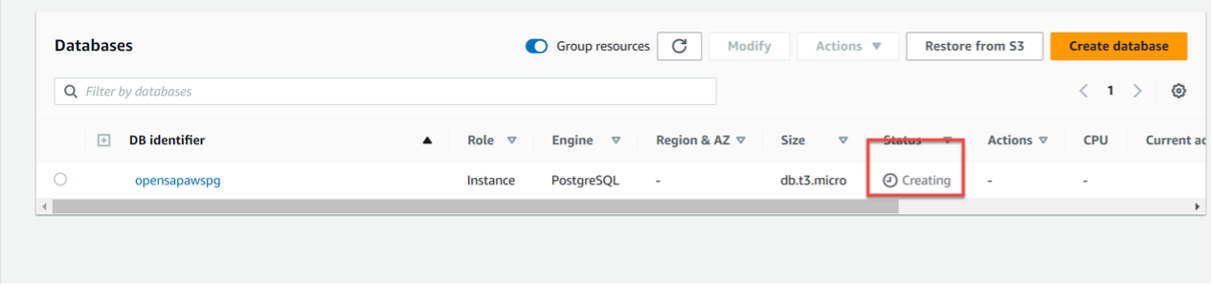 Databases
Group resources
Modify
Actions
Restore from S3
Create database
Filter by databases
1
DB identifier Role Engine Region & AZ Size Status Actions CPU Current ac
opensapawspg Instance PostgreSQL - db.t3.micro Creating - -